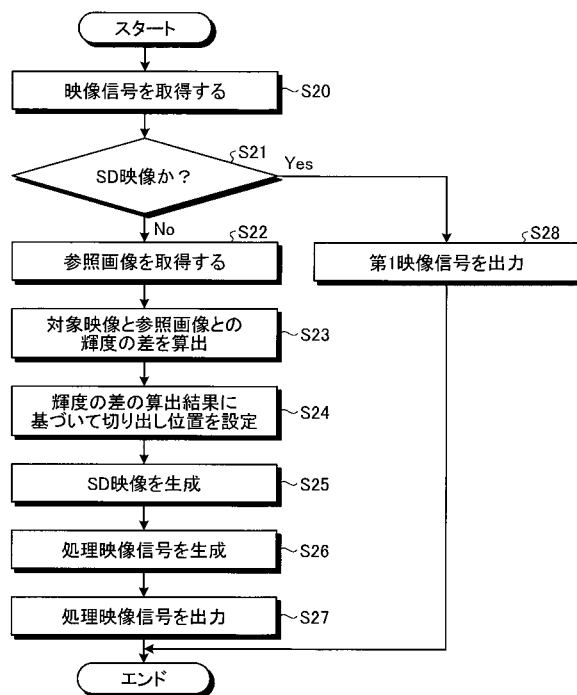 スタート
映像信号を取得する
S20
S21
SD映像か？
Yes
No
S22
参照画像を取得する
S28
第1映像信号を出力
対象映像と参照画像との
輝度の差を算出
S23
輝度の差の算出結果に
基づいて切り出し位置を設定
S24
SD映像を生成
S25
処理映像信号を生成
S26
処理映像信号を出力
S27
エンド